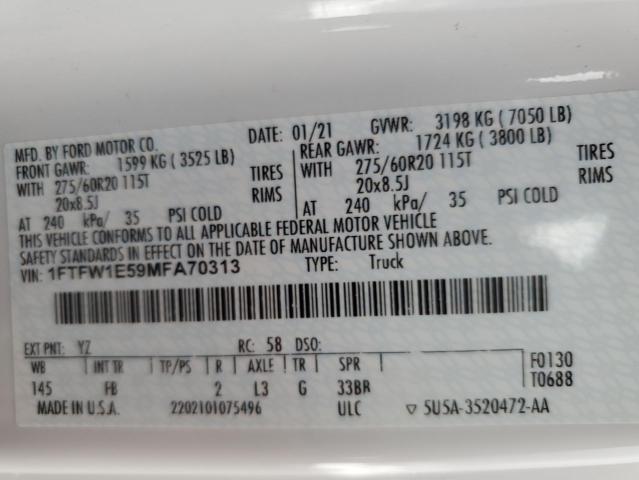 MFD. BY FORD MOTOR CO. DATE: 01/21 GVWR: 3198 KG ( 7050 LB)
FRONT GAWR: 1599 KG ( 3525 LB) REAR GAWR: 1724 KG ( 3800 LB)
WITH 275/60R20 115T TIRES WITH 275/60R20 115T TIRES
20x8.5J RIMS 20x8.5J RIMS
AT 240 kPa/ 35 PSI COLD AT 240 kPa/ 35 PSI COLD
THIS VEHICLE CONFORMS TO ALL APPLICABLE FEDERAL MOTOR VEHICLE
SAFETY STANDARDS IN EFFECT ON THE DATE OF MANUFACTURE SHOWN ABOVE.
VIN: 1FTFW1E59MFA70313 TYPE: Truck
EXT PNT: YZ RC: 58 DSO: F0130
WB INT TR TP/PS R AXLE TR SPR T0688
145 FB 2 L3 G 33BR
MADE IN U.S.A. 2202101075496 ULC ▽ 5U5A-3520472-AA